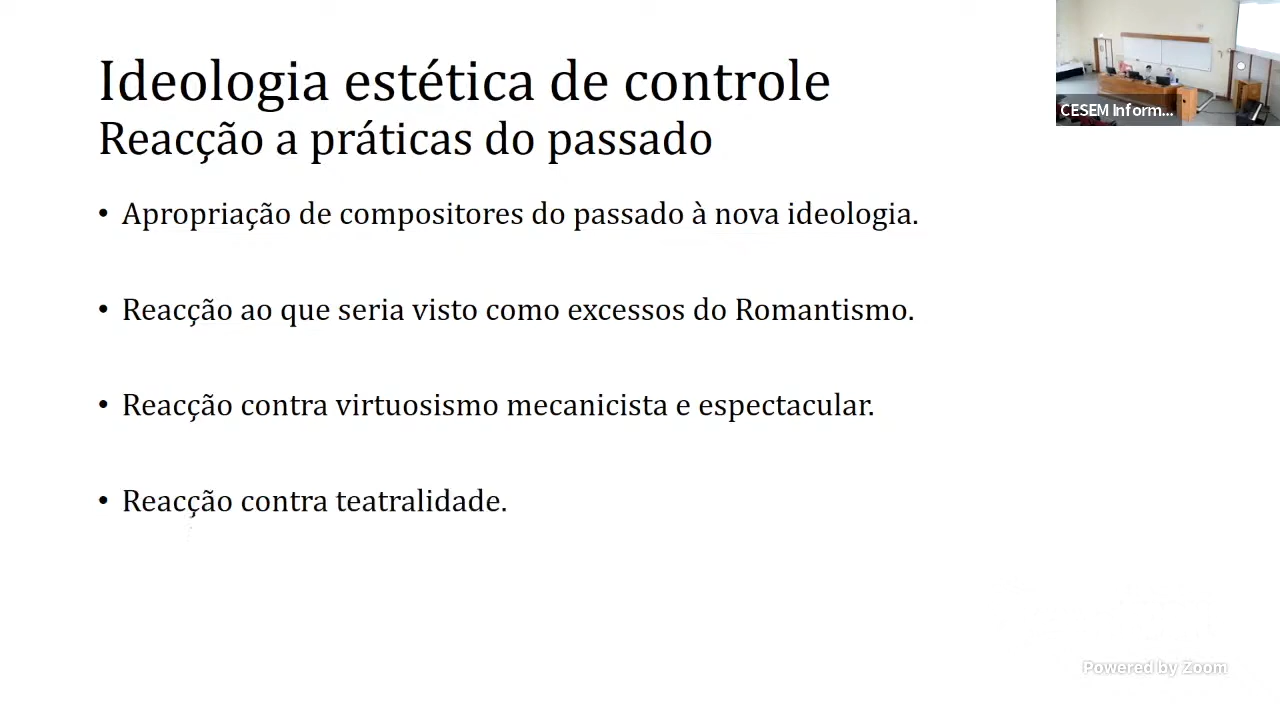 Ideologia estética de controle
Reacção a práticas do passado
• Apropriação de compositores do passado à nova ideologia.
• Reacção ao que seria visto como excessos do Romantismo.
• Reacção contra virtuosismo mecanicista e espectacular.
• Reacção contra teatralidade.
CESEM Inform...
Powered by Zoom